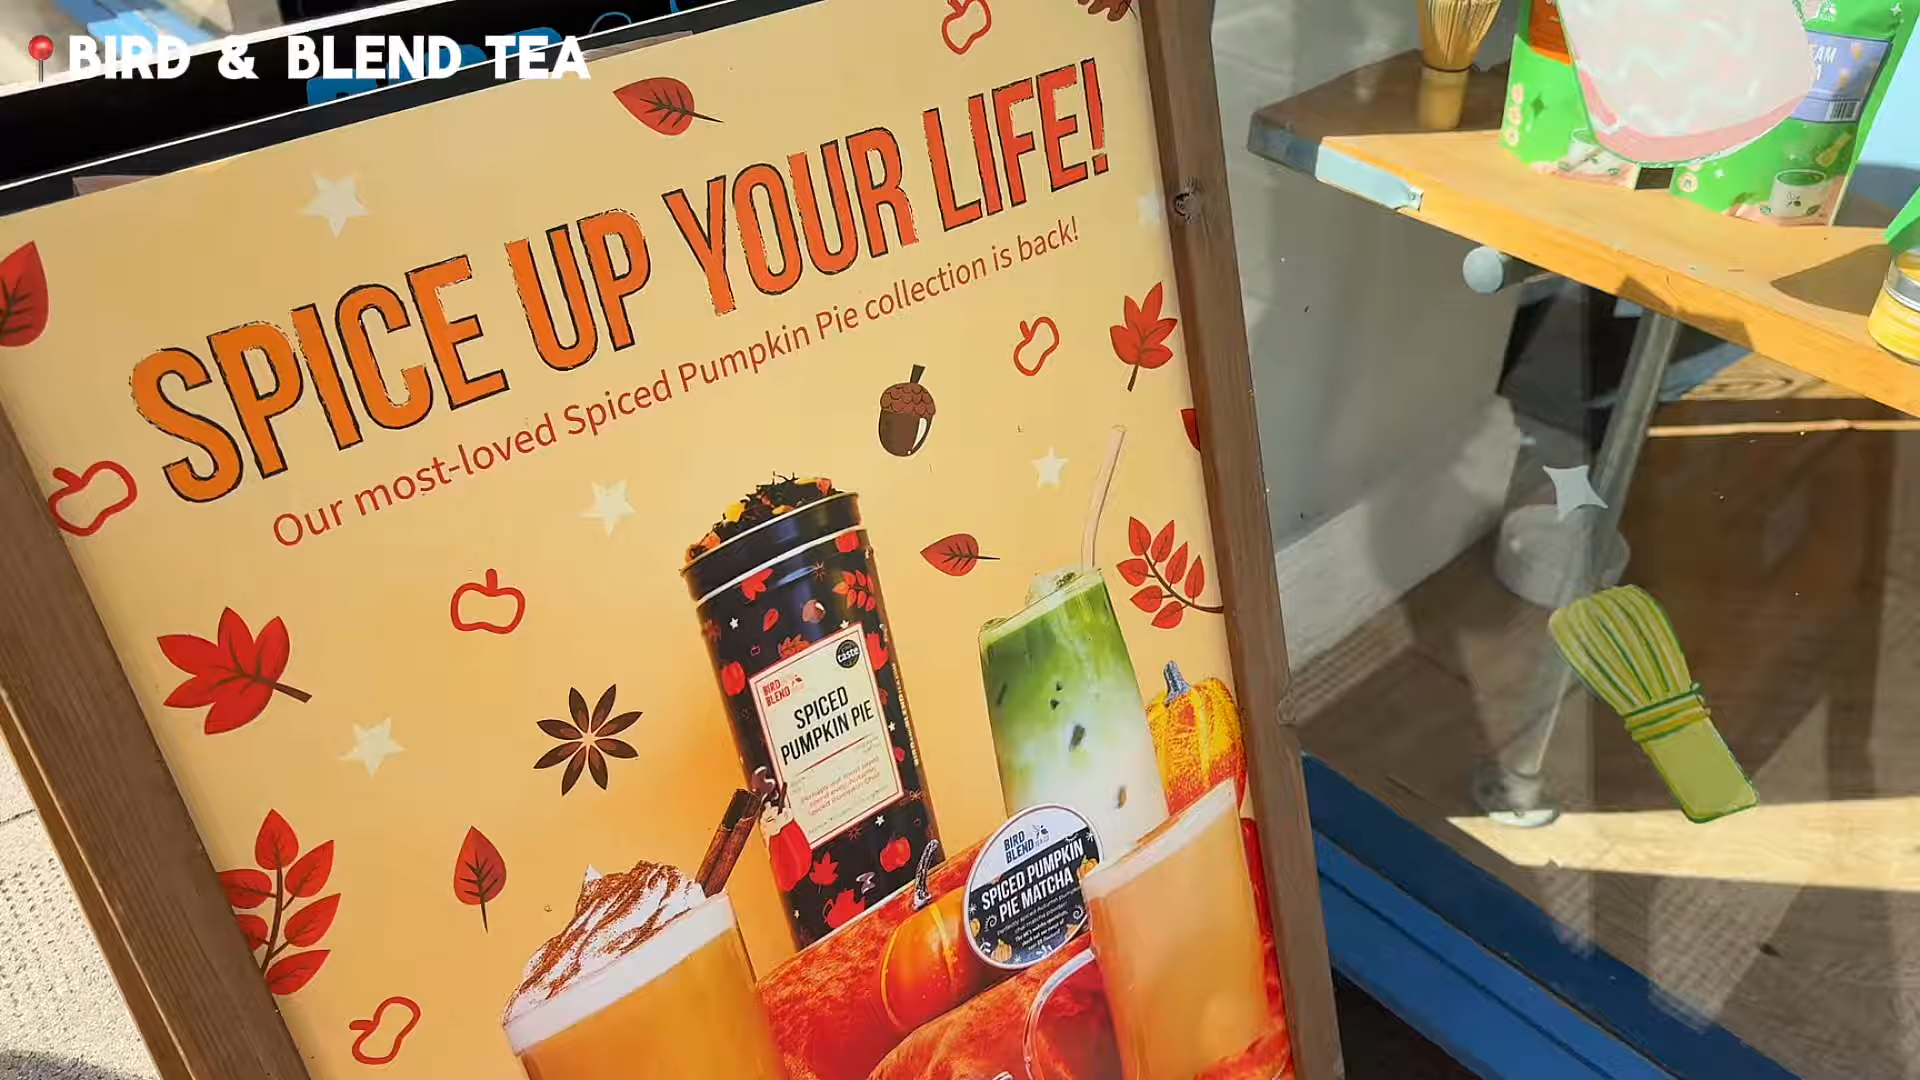 BIRD & BLEND TEA
SPICE UP YOUR LIFE!
Our most-loved Spiced Pumpkin Pie collection is back!
BIRD
BLEND
SPICED
PUMPKIN PIE
BIRD
BLEND
SPICED PUMPKIN
PIE MATCHA